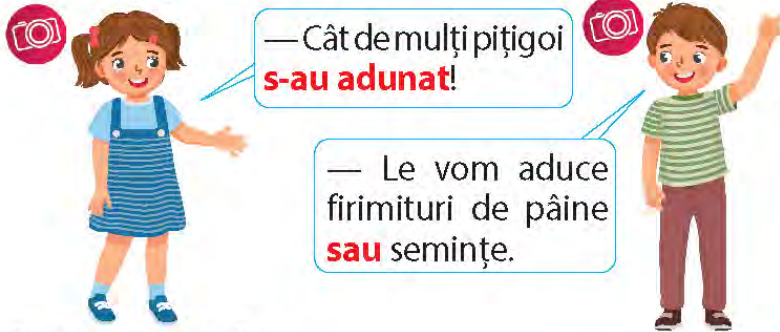 — Cât de mulți pițigoi
s-au adunat!
— Le vom aduce
firimituri de pâine
sau semințe.